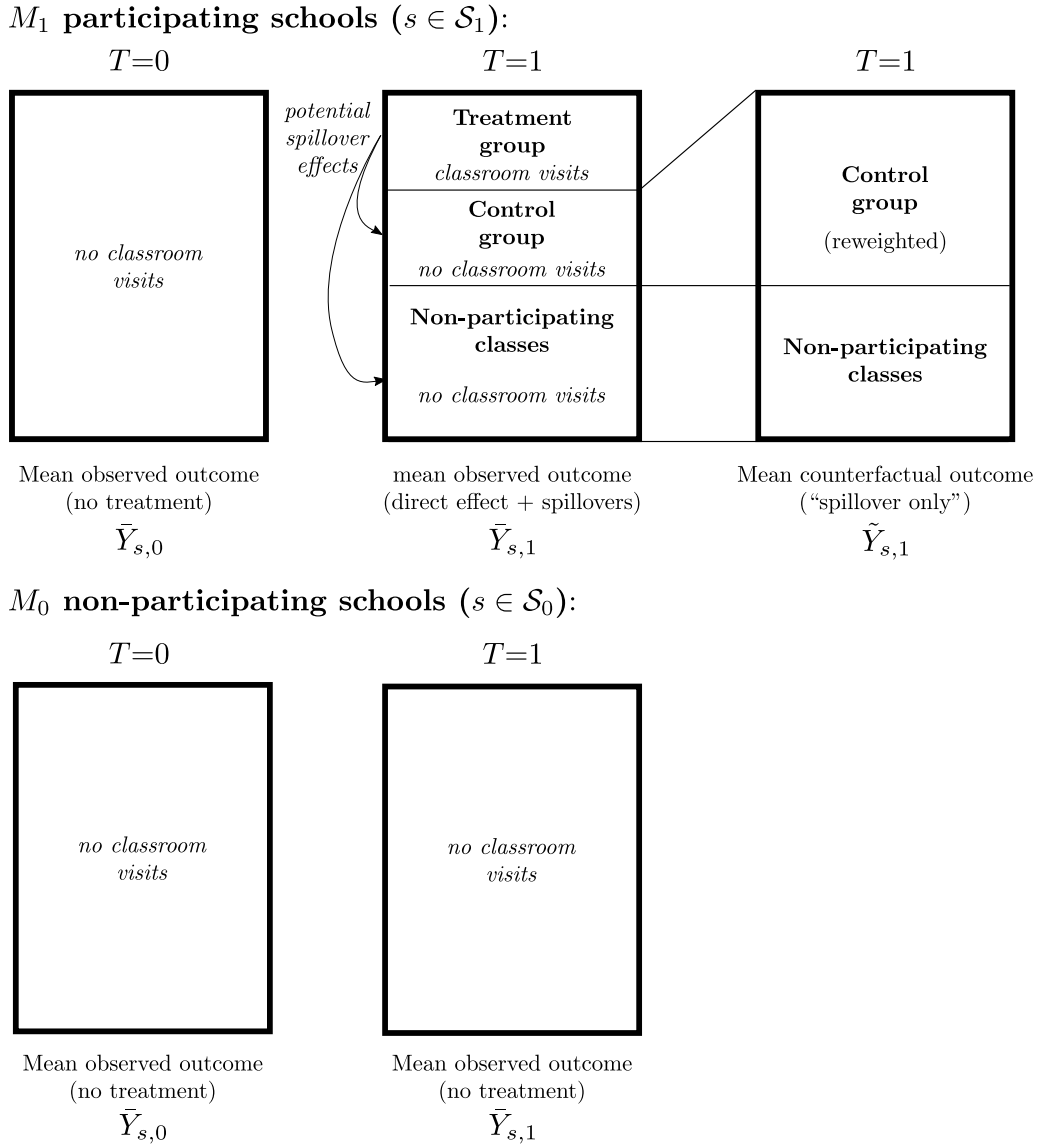 M₁ participating schools (s ∈ 𝒮₁):
T=0
T=1
T=1
no classroom
visits
potential
spillover
effects
Treatment
group
classroom visits
Control
group
no classroom visits
Non-participating
classes
no classroom visits
Control
group
(reweighted)
Non-participating
classes
Mean observed outcome
(no treatment)
Ȳₛ,₀
mean observed outcome
(direct effect + spillovers)
Ȳₛ,₁
Mean counterfactual outcome
(“spillover only”)
Ỹₛ,₁
M₀ non-participating schools (s ∈ 𝒮₀):
T=0
T=1
no classroom
visits
no classroom
visits
Mean observed outcome
(no treatment)
Ȳₛ,₀
Mean observed outcome
(no treatment)
Ȳₛ,₁